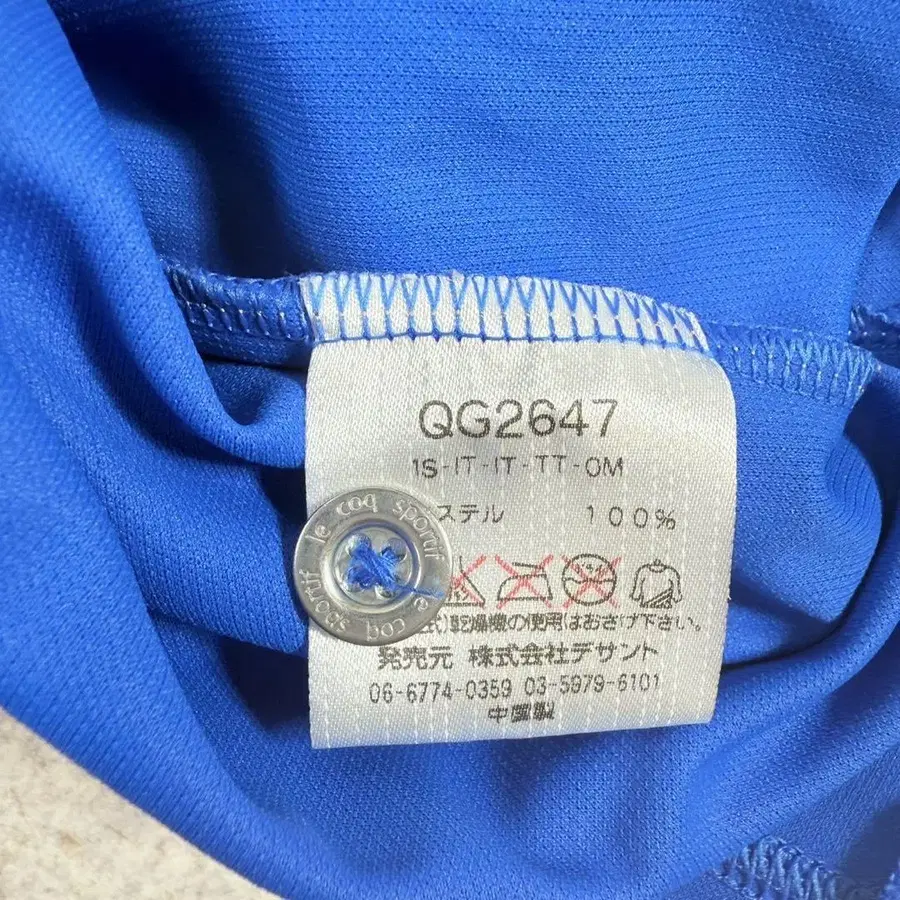 QG2647
1S-IT-IT-TT-OM
ステル 100%
le coq sportif
le coq sportif
式)乾燥機の使用はおさけ下さい。
発売元 株式会社デサント
06-6774-0359 03-5979-6101
中国製